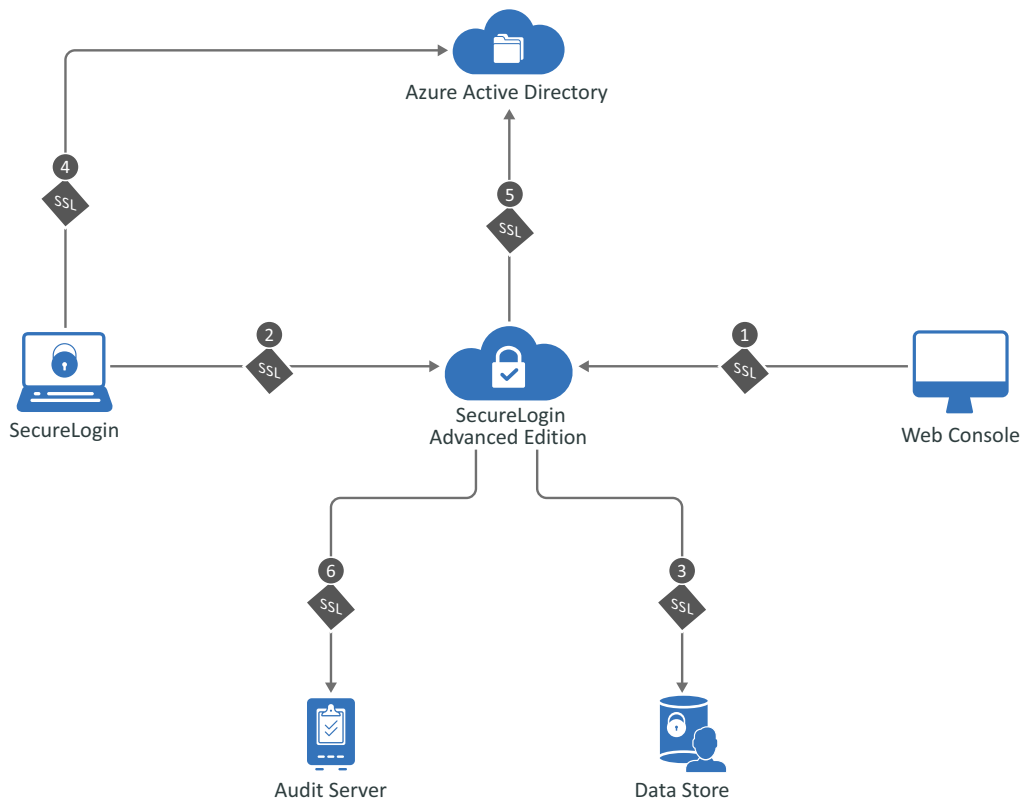 Azure Active Directory
4
SSL
5
SSL
2
SSL
1
SSL
SecureLogin
SecureLogin
Advanced Edition
Web Console
6
SSL
3
SSL
Audit Server
Data Store